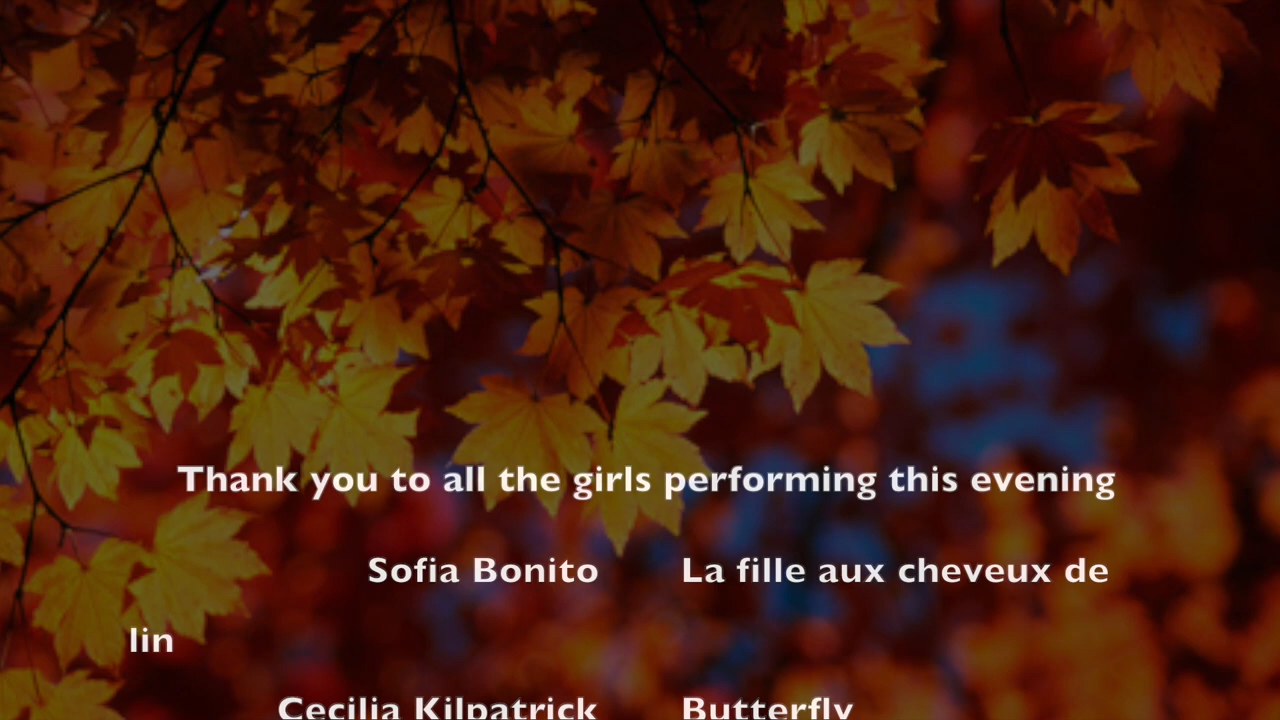 Thank you to all the girls performing this evening
Sofia Bonito La fille aux cheveux de
lin
Cecilia Kilpatrick Butterfly